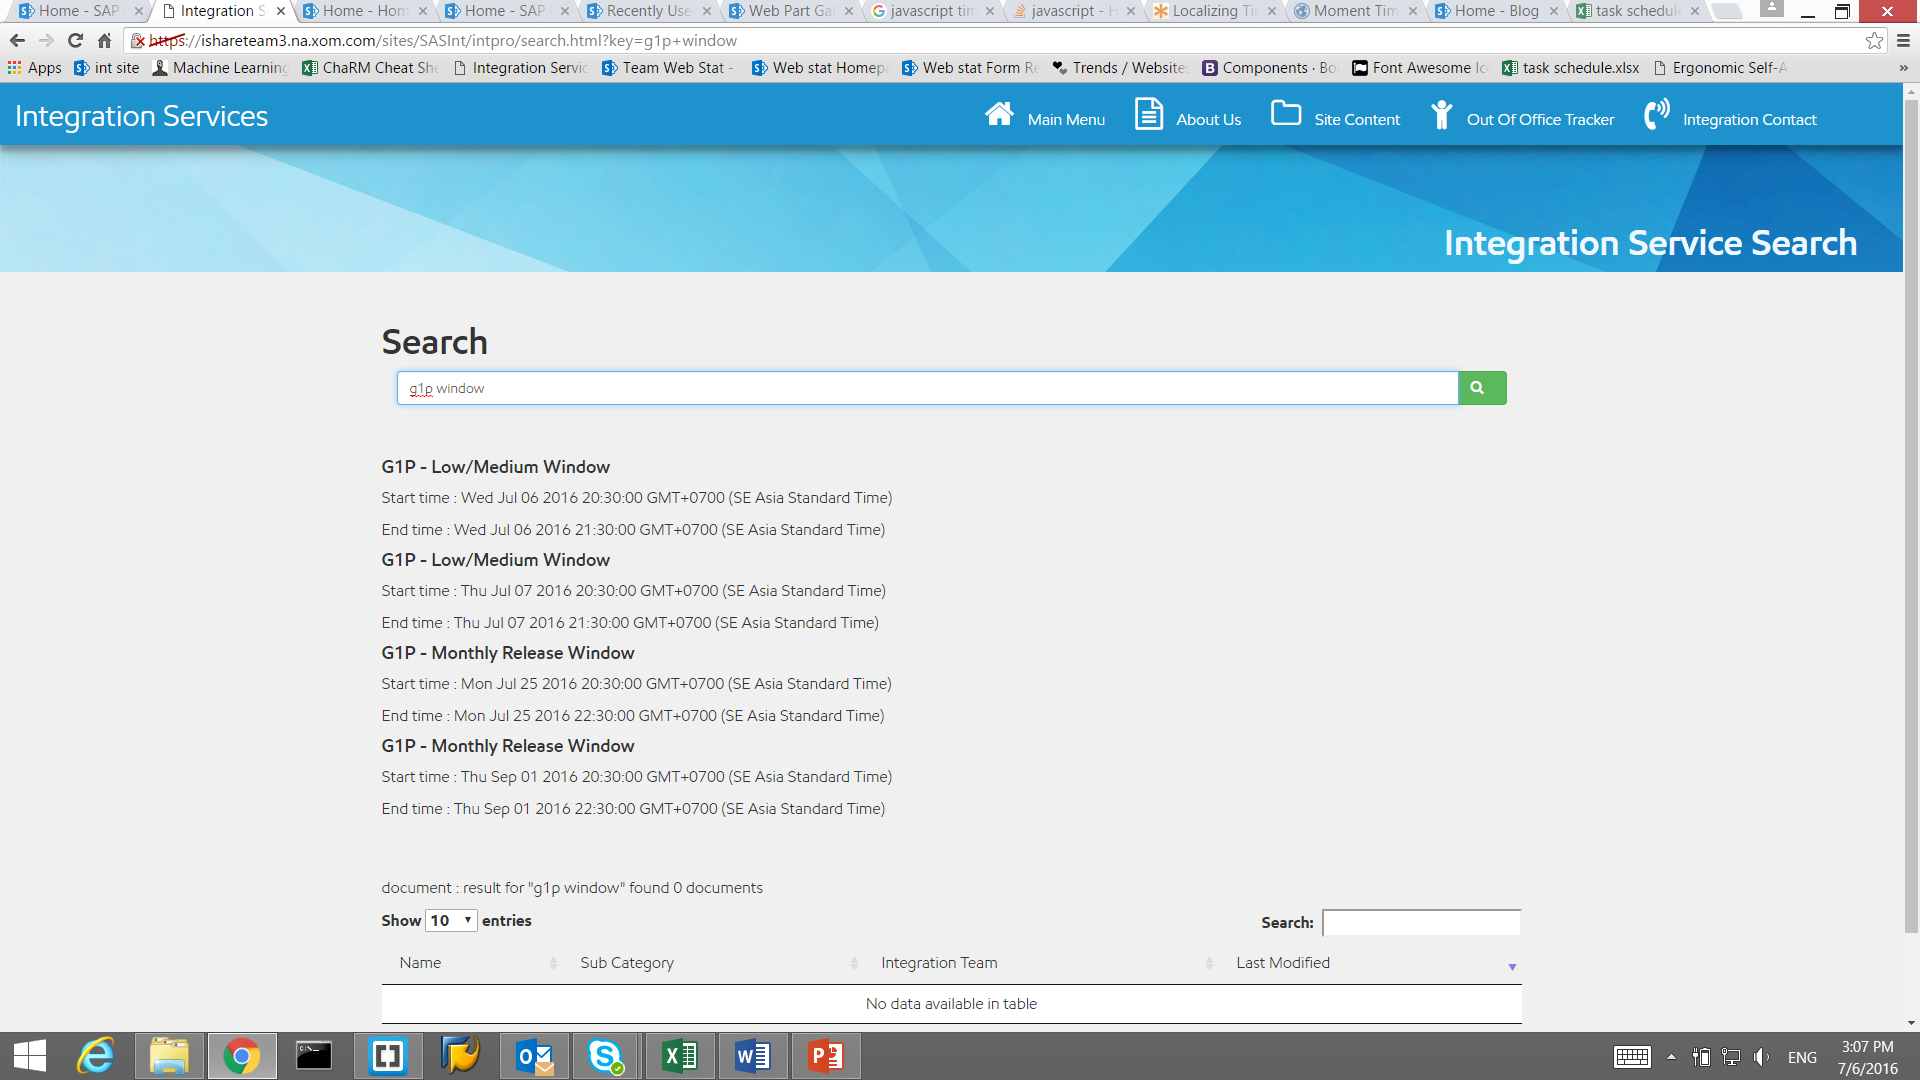 Home - SAP
Integration S
Home - Hom
Home - SAP
Recently Use
Web Part Gal
javascript tim
javascript - H
Localizing Ti
Moment Tim
Home - Blog
task schedule
https://ishareteam3.na.xom.com/sites/SASInt/intpro/search.html?key=g1p+window
Apps
int site
Machine Learning
ChaRM Cheat She
Integration Servic
Team Web Stat -
Web stat Homep
Web stat Form Re
Trends / Websites
Components · Bo
Font Awesome Ic
task schedule.xlsx
Ergonomic Self-A
»
Integration Services
Main Menu
About Us
Site Content
Out Of Office Tracker
Integration Contact
Integration Service Search
Search
g1p window
G1P - Low/Medium Window
Start time : Wed Jul 06 2016 20:30:00 GMT+0700 (SE Asia Standard Time)
End time : Wed Jul 06 2016 21:30:00 GMT+0700 (SE Asia Standard Time)
G1P - Low/Medium Window
Start time : Thu Jul 07 2016 20:30:00 GMT+0700 (SE Asia Standard Time)
End time : Thu Jul 07 2016 21:30:00 GMT+0700 (SE Asia Standard Time)
G1P - Monthly Release Window
Start time : Mon Jul 25 2016 20:30:00 GMT+0700 (SE Asia Standard Time)
End time : Mon Jul 25 2016 22:30:00 GMT+0700 (SE Asia Standard Time)
G1P - Monthly Release Window
Start time : Thu Sep 01 2016 20:30:00 GMT+0700 (SE Asia Standard Time)
End time : Thu Sep 01 2016 22:30:00 GMT+0700 (SE Asia Standard Time)
document : result for "g1p window" found 0 documents
Show 10 entries
Search:
Name
Sub Category
Integration Team
Last Modified
No data available in table
ENG
3:07 PM
7/6/2016